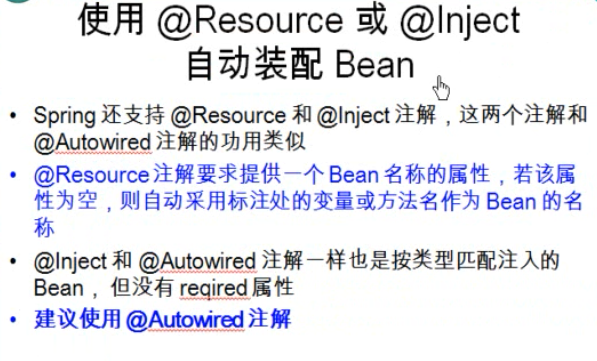 使用 @Resource 或 @Inject
自动装配 Bean
• Spring 还支持 @Resource 和 @Inject 注解，这两个注解和
@Autowired 注解的功用类似
• @Resource 注解要求提供一个 Bean 名称的属性，若该属
性为空，则自动采用标注处的变量或方法名作为 Bean 的名
称
• @Inject 和 @Autowired 注解一样也是按类型匹配注入的
Bean， 但没有 reqired 属性
• 建议使用 @Autowired 注解